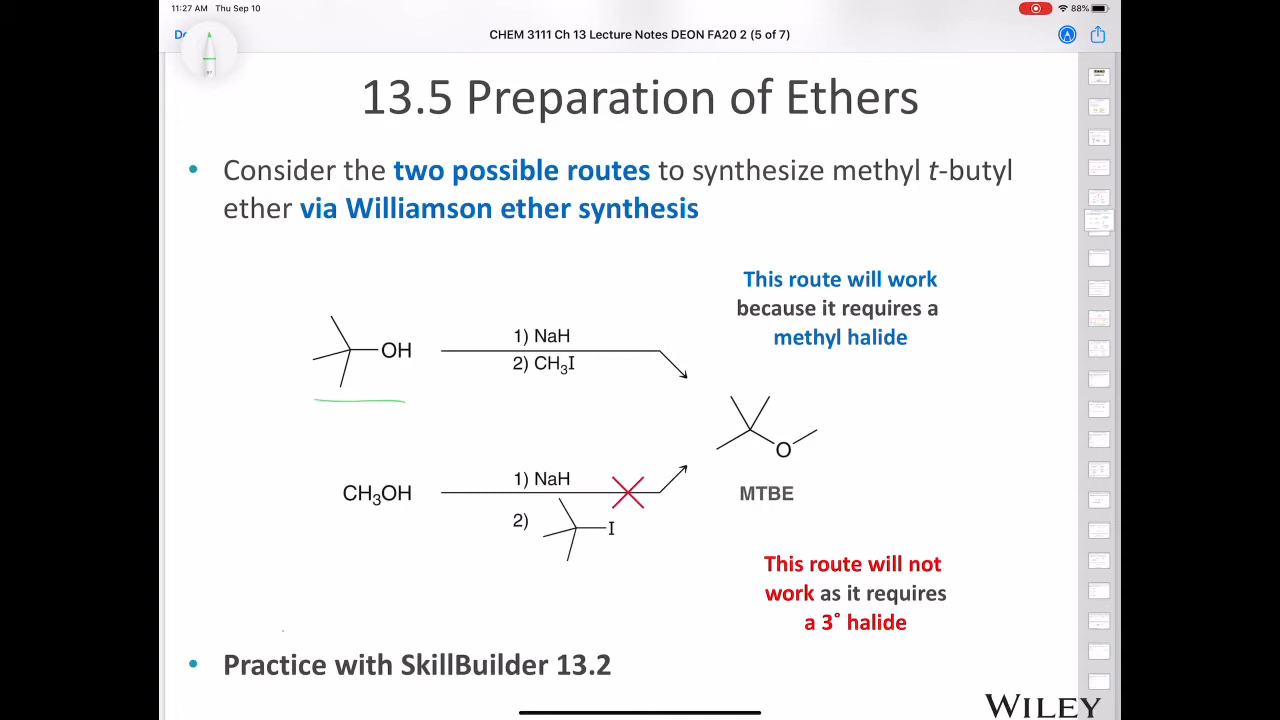 11:27 AM Thu Sep 10
88%
CHEM 3111 Ch 13 Lecture Notes DEON FA20 2 (5 of 7)
13.5 Preparation of Ethers
• Consider the two possible routes to synthesize methyl t-butyl
ether via Williamson ether synthesis
This route will work
because it requires a
methyl halide
OH
1) NaH
2) CH₃I
O
MTBE
CH₃OH
1) NaH
2)
I
This route will not
work as it requires
a 3˚ halide
• Practice with SkillBuilder 13.2
WILEY